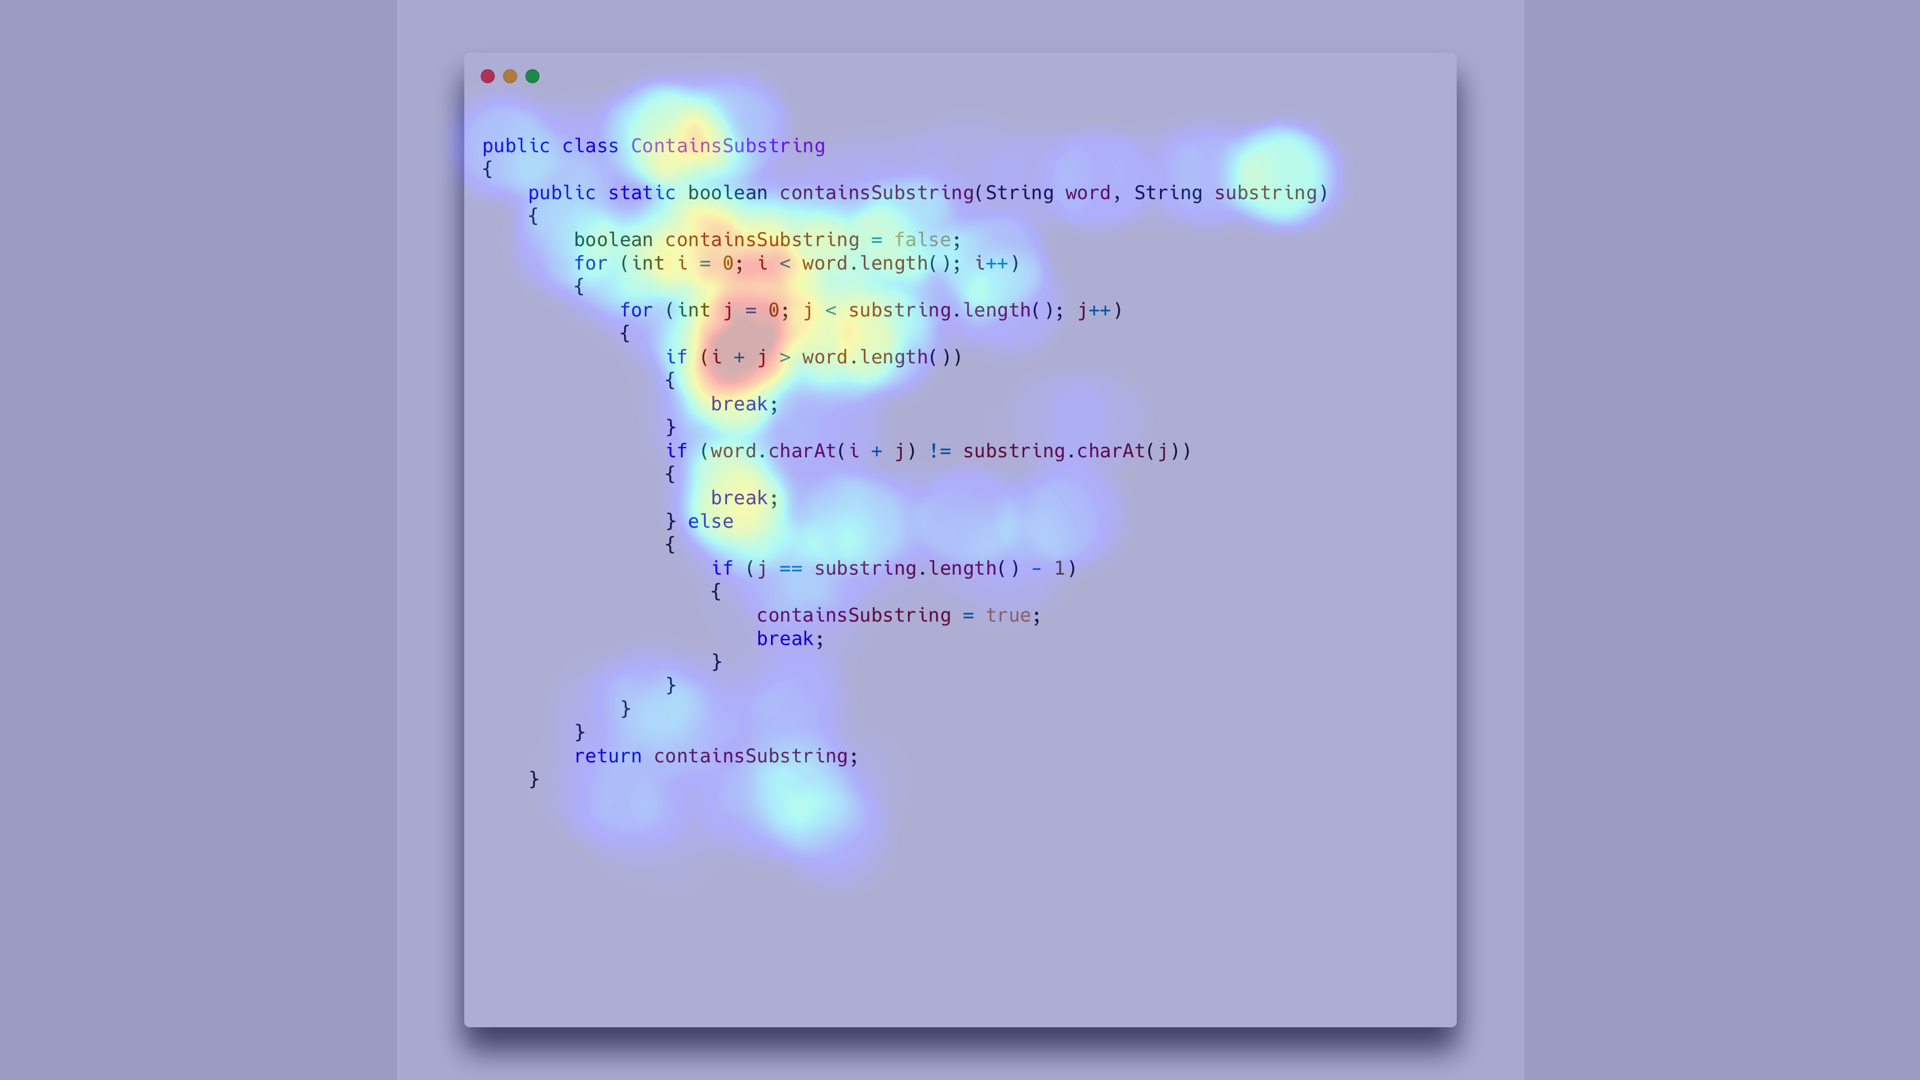 public class ContainsSubstring
{
    public static boolean containsSubstring(String word, String substring)
    {
        boolean containsSubstring = false;
        for (int i = 0; i < word.length(); i++)
        {
            for (int j = 0; j < substring.length(); j++)
            {
                if (i + j > word.length())
                {
                    break;
                }
                if (word.charAt(i + j) != substring.charAt(j))
                {
                    break;
                } else
                {
                    if (j == substring.length() - 1)
                    {
                        containsSubstring = true;
                        break;
                    }
                }
            }
        }
        return containsSubstring;
    }